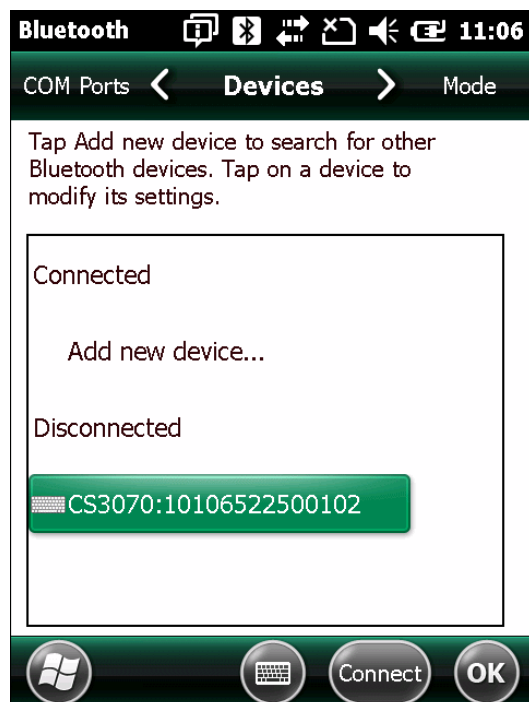 Bluetooth 11:06
COM Ports Devices Mode
Tap Add new device to search for other
Bluetooth devices. Tap on a device to
modify its settings.
Connected
Add new device...
Disconnected
CS3070:10106522500102
Connect OK